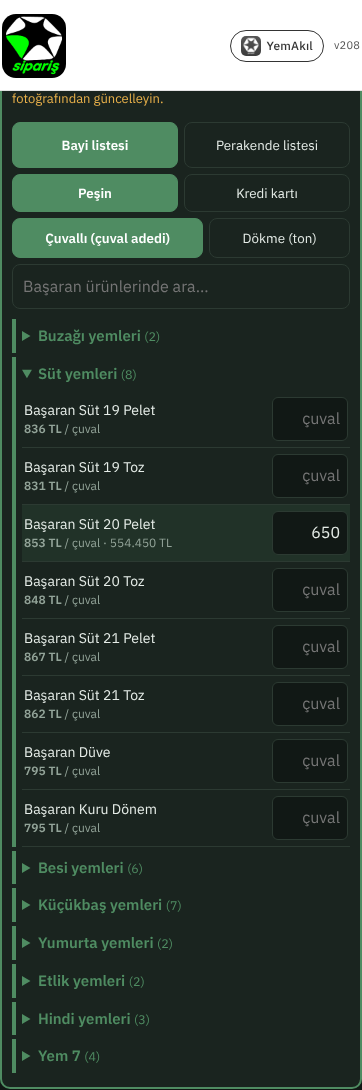 sipariş
YemAkıl
v208
fotoğrafından güncelleyin.
Bayi listesi
Perakende listesi
Peşin
Kredi kartı
Çuvallı (çuval adedi)
Dökme (ton)
Başaran ürünlerinde ara...
▶ Buzağı yemleri (2)
▼ Süt yemleri (8)
Başaran Süt 19 Pelet
836 TL / çuval
çuval
Başaran Süt 19 Toz
831 TL / çuval
çuval
Başaran Süt 20 Pelet
853 TL / çuval · 554.450 TL
650
Başaran Süt 20 Toz
848 TL / çuval
çuval
Başaran Süt 21 Pelet
867 TL / çuval
çuval
Başaran Süt 21 Toz
862 TL / çuval
çuval
Başaran Düve
795 TL / çuval
çuval
Başaran Kuru Dönem
795 TL / çuval
çuval
▶ Besi yemleri (6)
▶ Küçükbaş yemleri (7)
▶ Yumurta yemleri (2)
▶ Etlik yemleri (2)
▶ Hindi yemleri (3)
▶ Yem 7 (4)